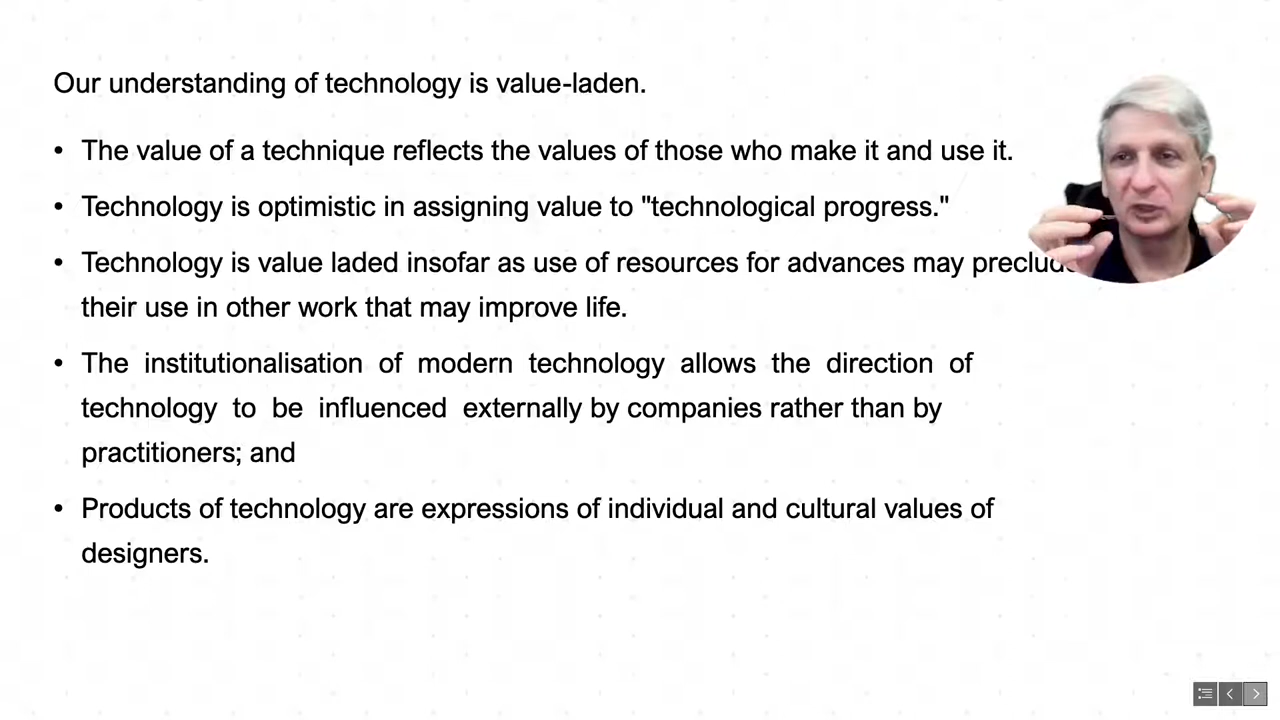 Our understanding of technology is value-laden.
• The value of a technique reflects the values of those who make it and use it.
• Technology is optimistic in assigning value to "technological progress."
• Technology is value laded insofar as use of resources for advances may preclude
their use in other work that may improve life.
• The institutionalisation of modern technology allows the direction of
technology to be influenced externally by companies rather than by
practitioners; and
• Products of technology are expressions of individual and cultural values of
designers.